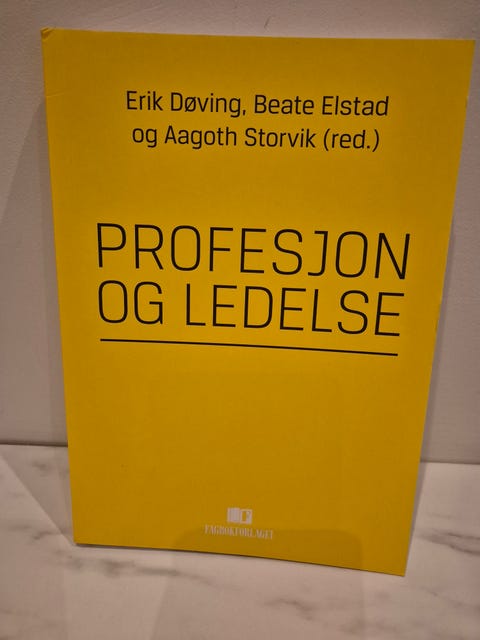 Erik Døving, Beate Elstad
og Aagoth Storvik (red.)
PROFESJON
OG LEDELSE
FAGBOKFORLAGET